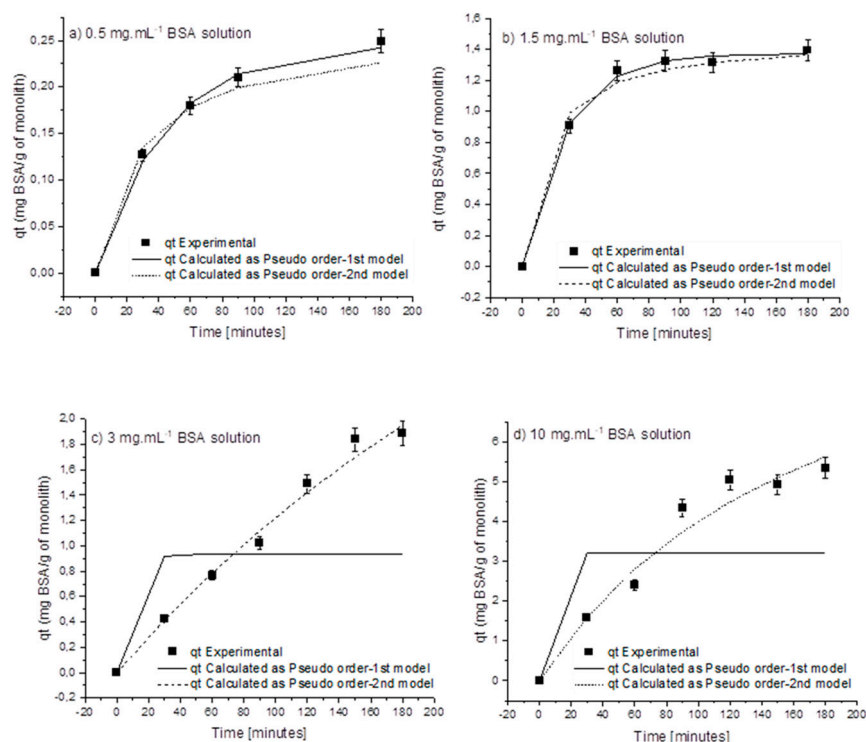 a) 0.5 mg.mL⁻¹ BSA solution
qt (mg BSA/g of monolith)
0,25
0,20
0,15
0,10
0,05
0,00
qt Experimental
qt Calculated as Pseudo order-1st model
qt Calculated as Pseudo order-2nd model
-20 0 20 40 60 80 100 120 140 160 180 200
Time [minutes]
b) 1.5 mg.mL⁻¹ BSA solution
qt (mg BSA/g of monolith)
1,6
1,4
1,2
1,0
0,8
0,6
0,4
0,2
0,0
-0,2
qt Experimental
qt Calculated as Pseudo order-1st model
qt Calculated as Pseudo order-2nd model
-20 0 20 40 60 80 100 120 140 160 180 200
Time [minutes]
c) 3 mg.mL⁻¹ BSA solution
qt (mg BSA/g of monolith)
2,0
1,8
1,6
1,4
1,2
1,0
0,8
0,6
0,4
0,2
0,0
-0,2
qt Experimental
qt Calculated as Pseudo order-1st model
qt Calculated as Pseudo order-2nd model
-20 0 20 40 60 80 100 120 140 160 180 200
Time [minutes]
d) 10 mg.mL⁻¹ BSA solution
qt (mg BSA/g of monolith)
6
5
4
3
2
1
0
qt Experimental
qt Calculated as Pseudo order-1st model
qt Calculated as Pseudo order-2nd model
-20 0 20 40 60 80 100 120 140 160 180 200
Time [minutes]